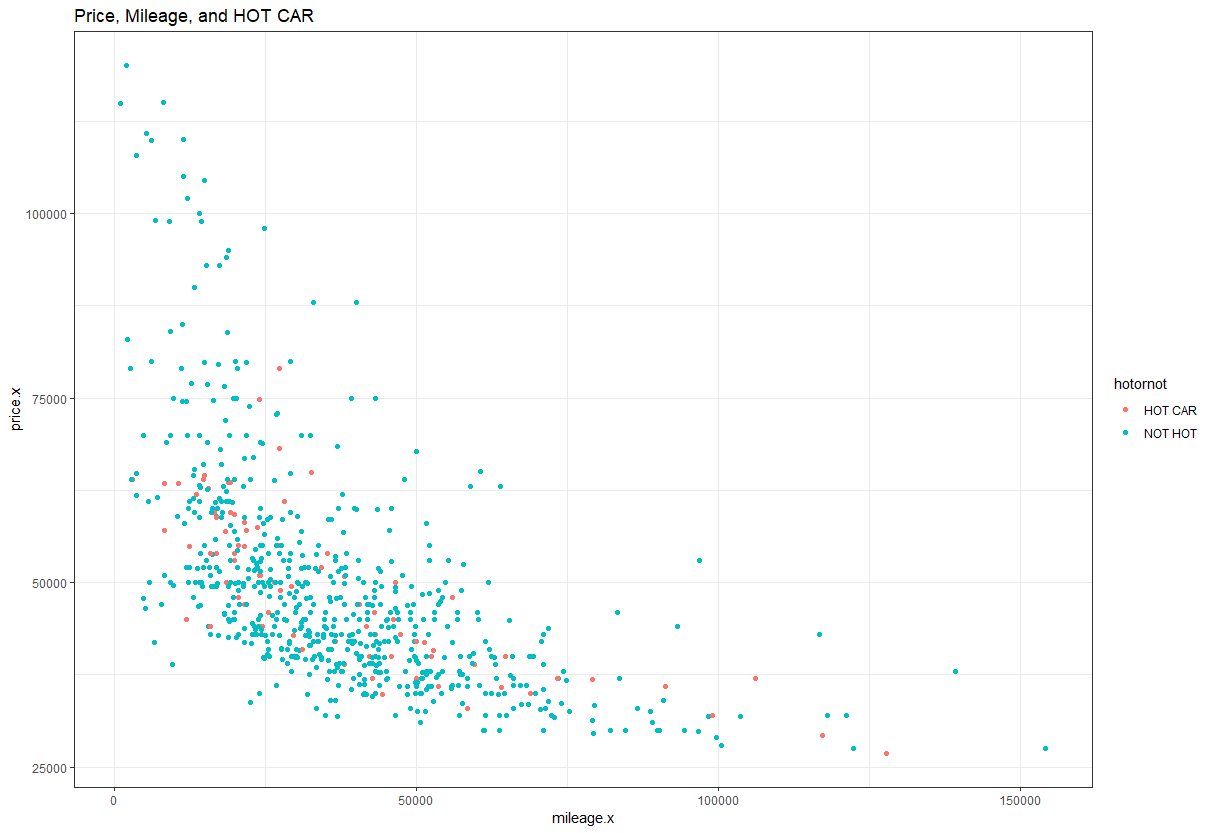 Price, Mileage, and HOT CAR
100000
75000
50000
25000
price.x
0
50000
100000
150000
mileage.x
hotornot
HOT CAR
NOT HOT